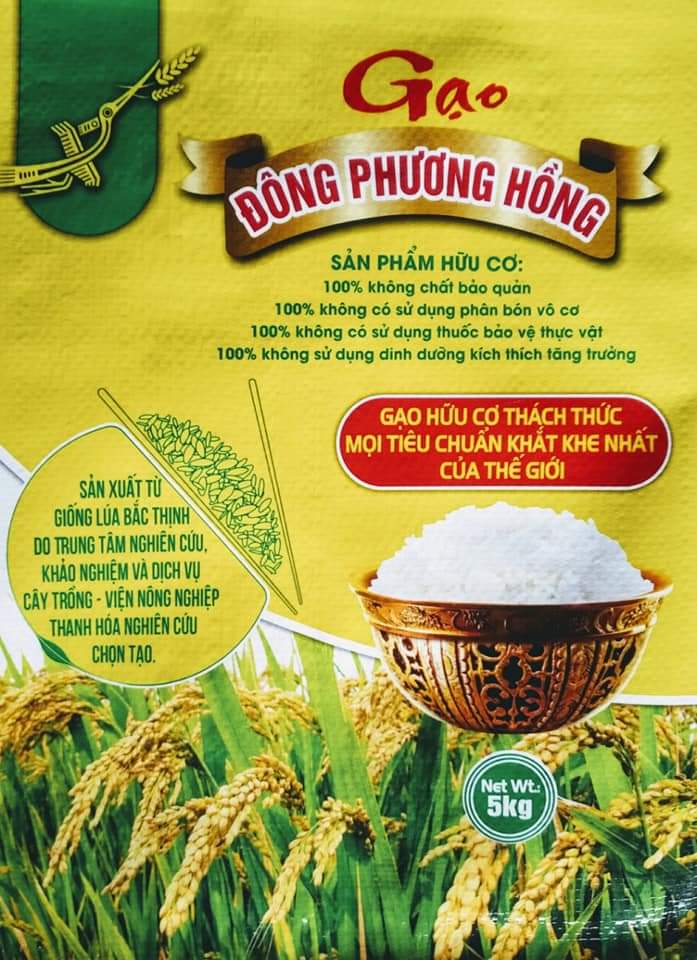 Gạo
ĐÔNG PHƯƠNG HỒNG
SẢN PHẨM HỮU CƠ:
100% không chất bảo quản
100% không có sử dụng phân bón vô cơ
100% không có sử dụng thuốc bảo vệ thực vật
100% không sử dụng dinh dưỡng kích thích tăng trưởng
GẠO HỮU CƠ THÁCH THỨC
MỌI TIÊU CHUẨN KHẮT KHE NHẤT
CỦA THẾ GIỚI
SẢN XUẤT TỪ
GIỐNG LÚA BẮC THỊNH
DO TRUNG TÂM NGHIÊN CỨU,
KHẢO NGHIỆM VÀ DỊCH VỤ
CÂY TRỒNG - VIỆN NÔNG NGHIỆP
THANH HÓA NGHIÊN CỨU
CHỌN TẠO.
Net Wt.:
5kg